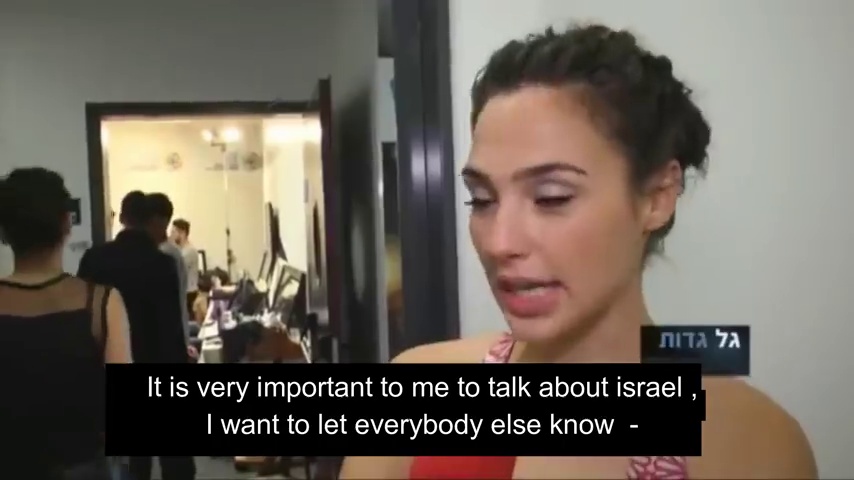 גל גדות
It is very important to me to talk about israel ,
I want to let everybody else know -